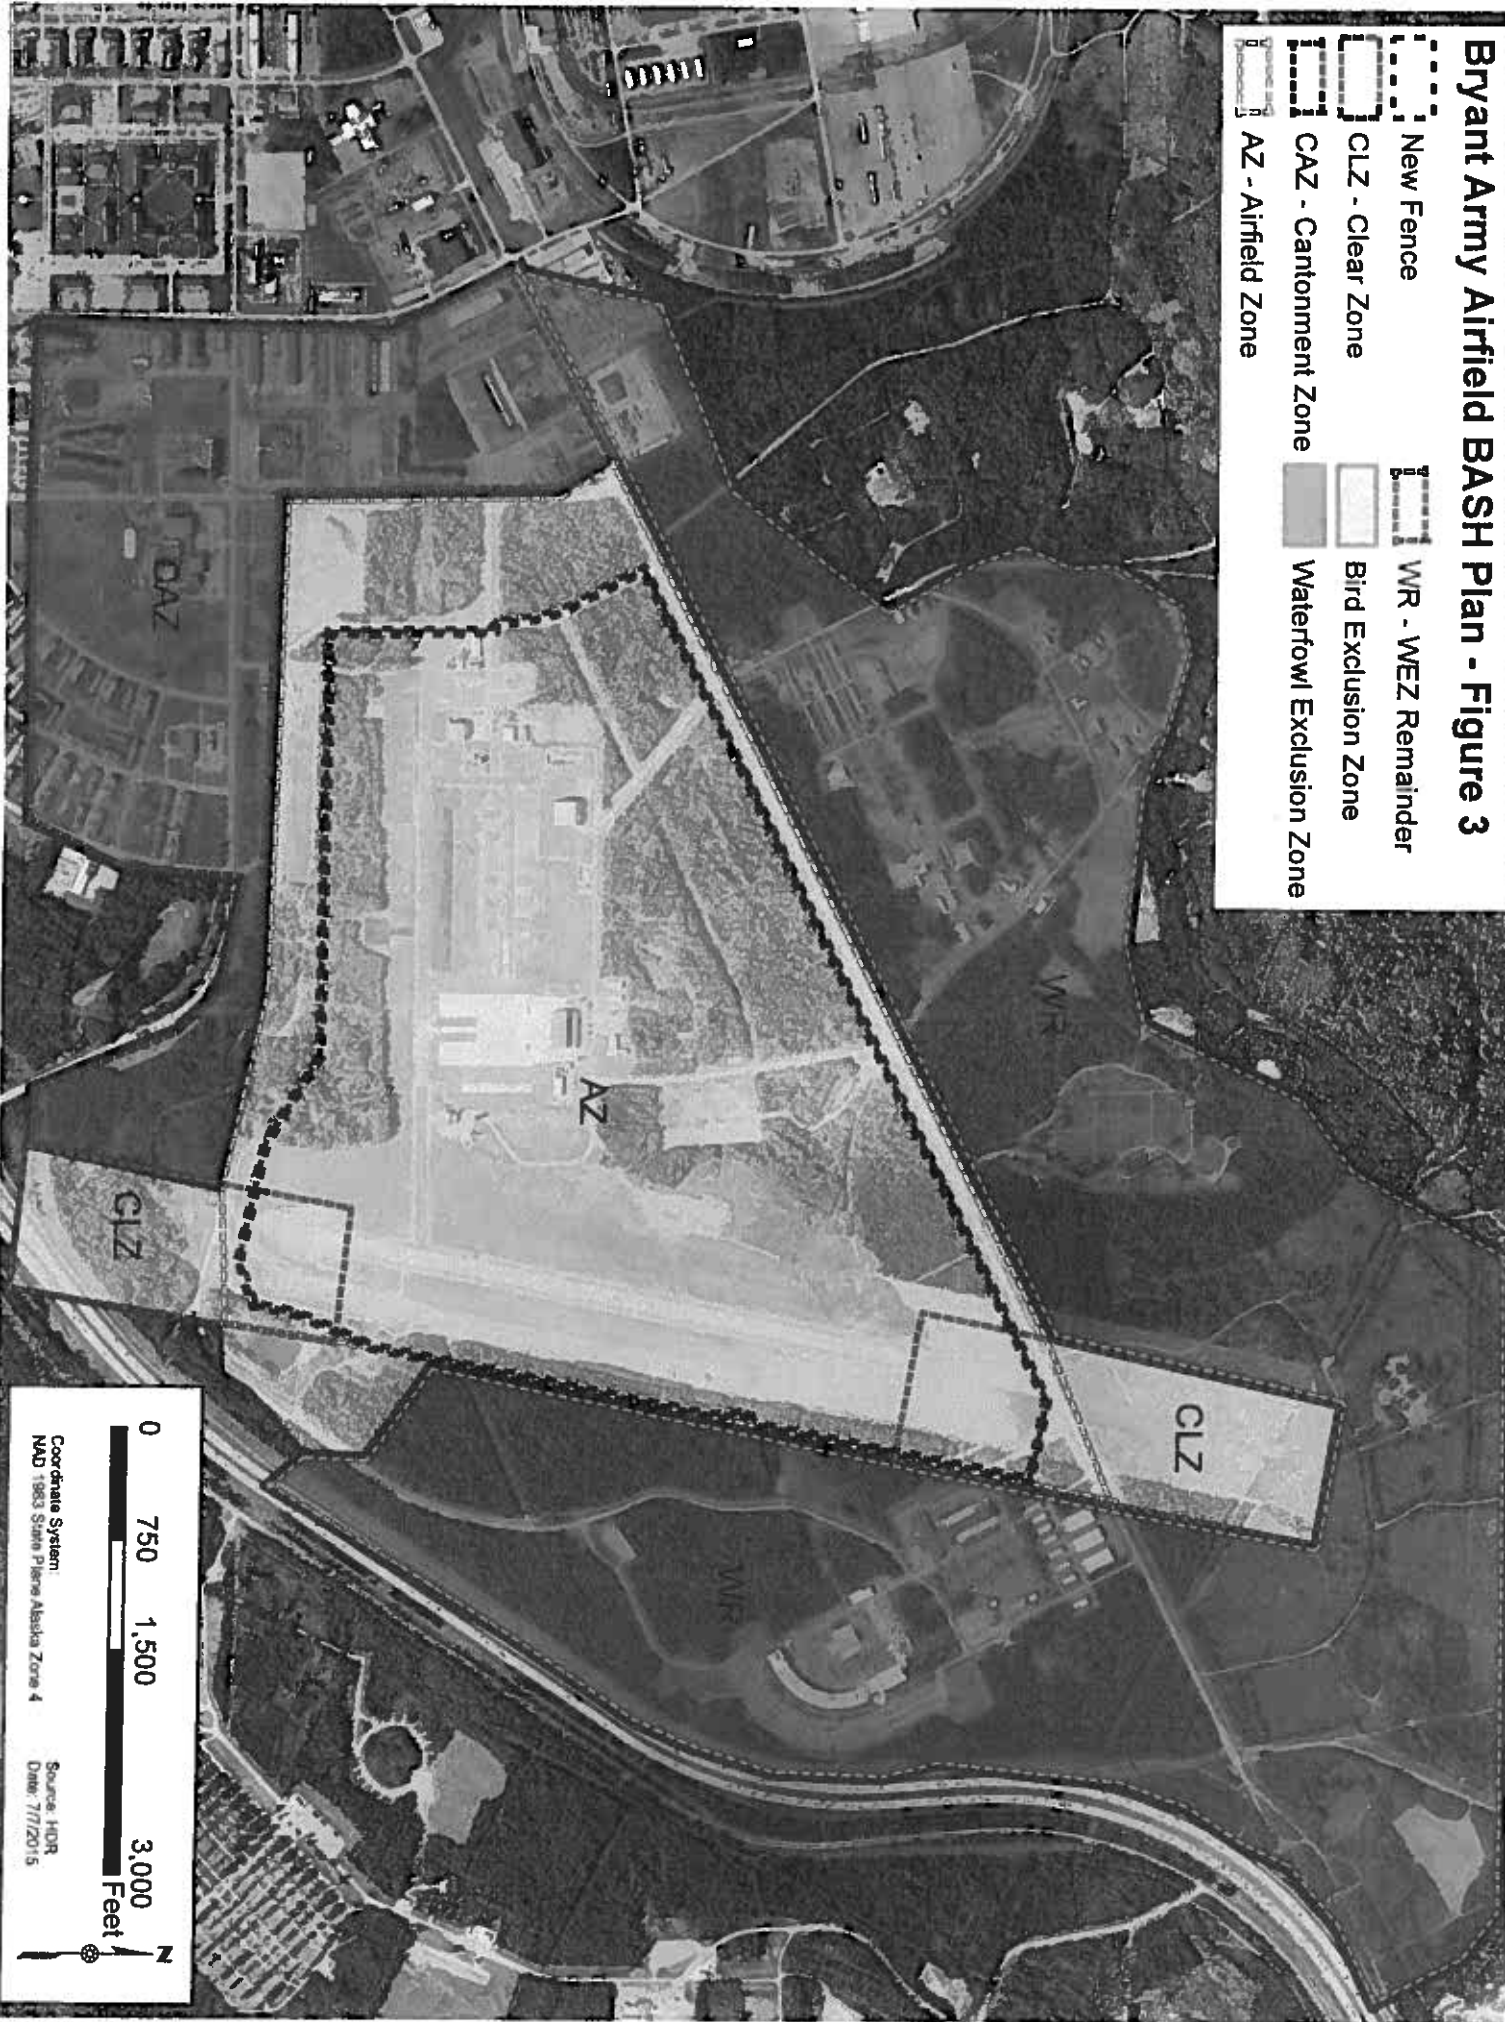 Bryant Army Airfield BASH Plan - Figure 3
New Fence
CLZ - Clear Zone
CAZ - Cantonment Zone
AZ - Airfield Zone
WR - WEZ Remainder
Bird Exclusion Zone
Waterfowl Exclusion Zone
WR
CLZ
AZ
WR
CLZ
0 750 1,500 3,000
Feet
N
Coordinate System:
NAD 1983 State Plane Alaska Zone 4
Source: HDR
Date: 7/7/2015